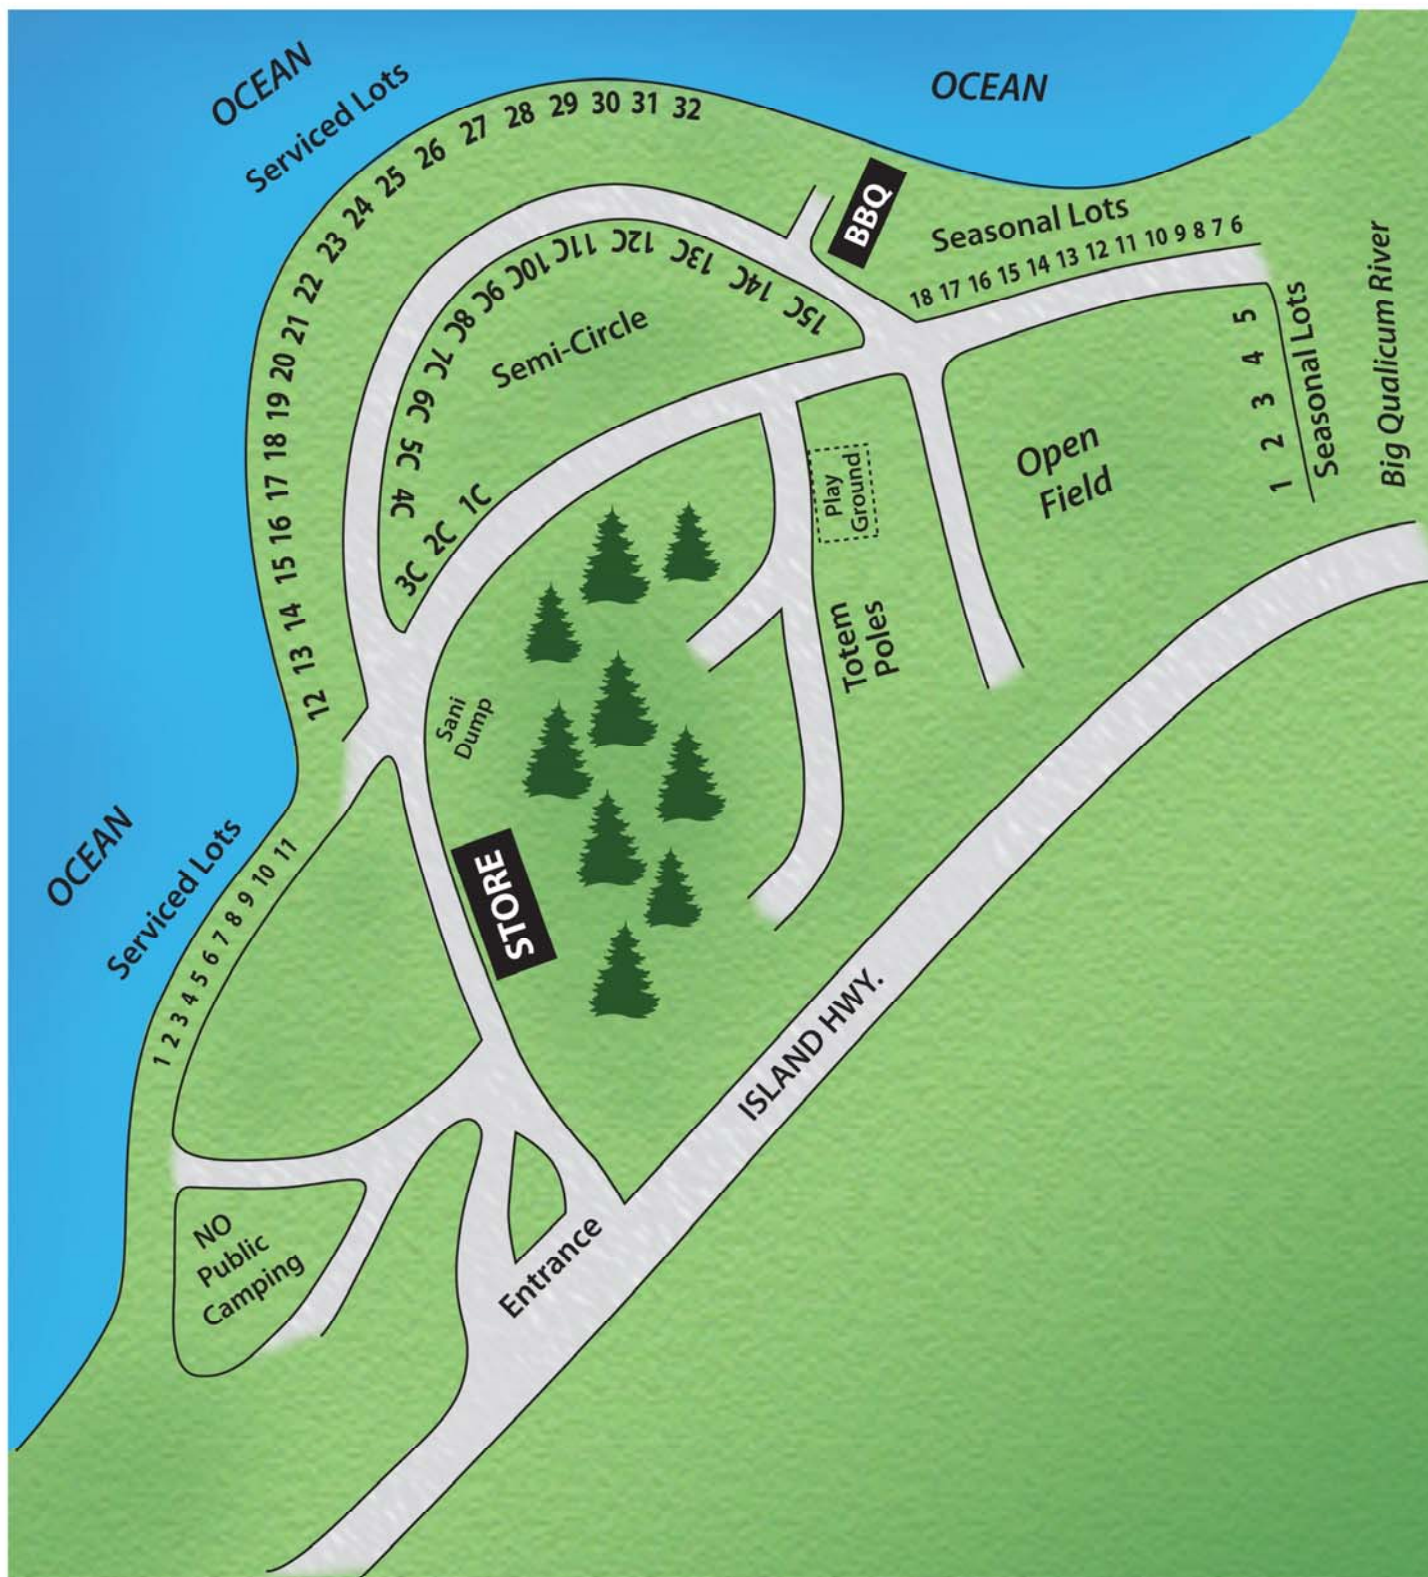 OCEAN
Serviced Lots
OCEAN
12 13 14 15 16 17 18 19 20 21 22 23 24 25 26 27 28 29 30 31 32
BBQ
Seasonal Lots
18 17 16 15 14 13 12 11 10 9 8 7 6
3C 2C 1C
4C 5C 6C 7C 8C 9C 10C 11C 12C 13C 14C 15C
Semi-Circle
1 2 3 4 5
Seasonal Lots
Big Qualicum River
Open
Field
Play
Ground
Totem
Poles
Sani
Dump
OCEAN
Serviced Lots
1 2 3 4 5 6 7 8 9 10 11
STORE
ISLAND HWY.
NO
Public
Camping
Entrance